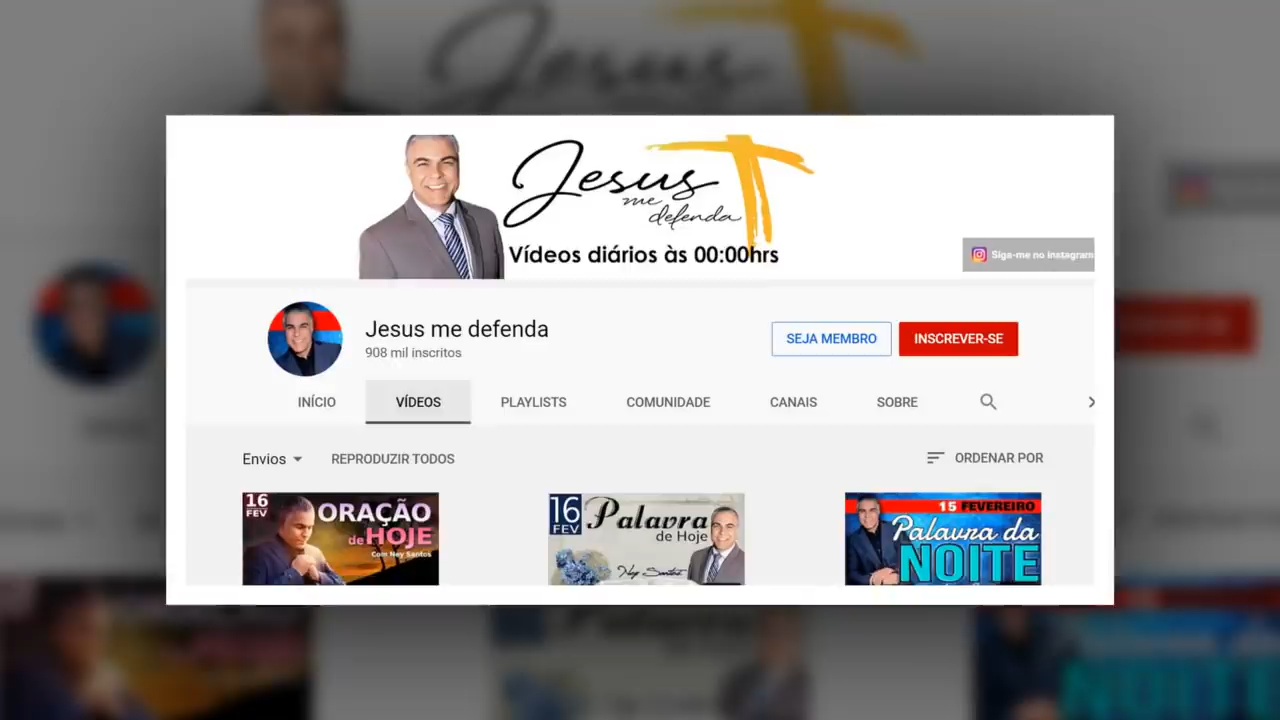 Jesus
me
defenda
Vídeos diários às 00:00hrs
Siga-me no instagram
Jesus me defenda
908 mil inscritos
SEJA MEMBRO
INSCREVER-SE
INÍCIO VÍDEOS PLAYLISTS COMUNIDADE CANAIS SOBRE
Envios REPRODUZIR TODOS ORDENAR POR
16
FEV
ORAÇÃO
de HOJE
Com Ney Santos
16
FEV
Palavra
de Hoje
Ney Santos
15 FEVEREIRO
Palavra da
NOITE